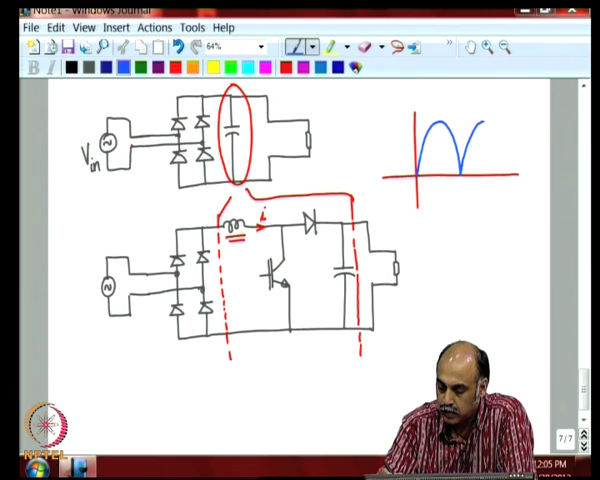 Note1 - Windows Journal
File Edit View Insert Actions Tools Help
64%
B I
Vin
i
7/7
NPTEL
12:05 PM